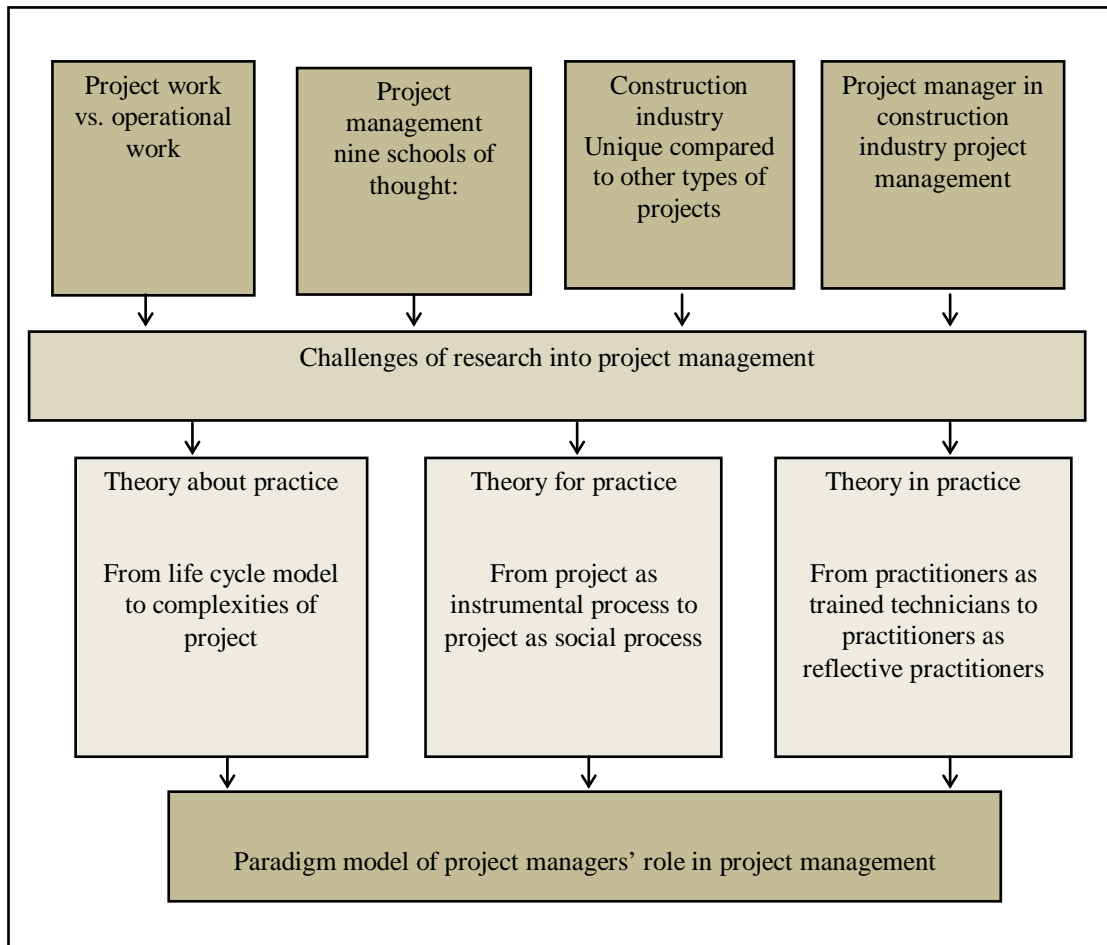 Project work
vs. operational
work
Project
management
nine schools of
thought:
Construction
industry
Unique compared
to other types of
projects
Project manager in
construction
industry project
management
Challenges of research into project management
Theory about practice
From life cycle model
to complexities of
project
Theory for practice
From project as
instrumental process to
project as social process
Theory in practice
From practitioners as
trained technicians to
practitioners as
reflective practitioners
Paradigm model of project managers’ role in project management